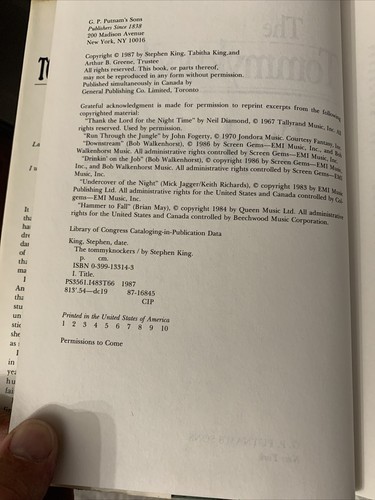 G. P. Putnam's Sons
Publishers Since 1838
200 Madison Avenue
New York, NY 10016
Copyright © 1987 by Stephen King, Tabitha King, and
Arthur B. Greene, Trustee
All rights reserved. This book, or parts thereof,
may not be reproduced in any form without permission.
Published simultaneously in Canada by
General Publishing Co. Limited, Toronto
Grateful acknowledgment is made for permission to reprint excerpts from the following
copyrighted material:
"Thank the Lord for the Night Time" by Neil Diamond, © 1967 Tallyrand Music, Inc. All
rights reserved. Used by permission.
"Run Through the Jungle" by John Fogerty, © 1970 Jondora Music. Courtesy Fantasy, Inc.
"Downstream" (Bob Walkenhorst), © 1986 by Screen Gems—EMI Music, Inc., and Bob
Walkenhorst Music. All administrative rights controlled by Screen Gems—EMI Music, Inc.
"Drinkin' on the Job" (Bob Walkenhorst), © copyright 1986 by Screen Gems—EMI
Music, Inc., and Bob Walkenhorst Music. All administrative rights controlled by Screen Gems—EMI
Music, Inc.
"Undercover of the Night" (Mick Jagger/Keith Richards), © copyright 1983 by EMI Music
Publishing Ltd. All administrative rights for the United States and Canada controlled by Col
gems—EMI Music, Inc.
"Hammer to Fall" (Brian May), © copyright 1984 by Queen Music Ltd. All administrative
rights for the United States and Canada controlled by Beechwood Music Corporation.
Library of Congress Cataloging-in-Publication Data
King, Stephen, date.
The tommyknockers / by Stephen King.
p. cm.
ISBN 0-399-13314-3
I. Title.
PS3561.I483T66 1987
813'.54—dc19 87-16845
CIP
Printed in the United States of America
1 2 3 4 5 6 7 8 9 10
Permissions to Come